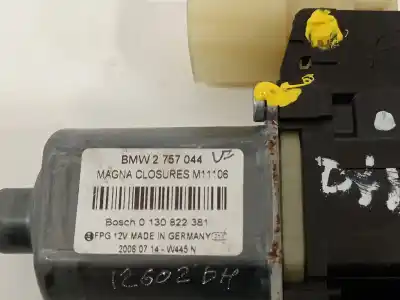 BMW 2 757 044
MAGNA CLOSURES M11106
Bosch 0 130 822 381
FPG 12V MADE IN GERMANY
2008 07 14 - W445 N
12602 DH